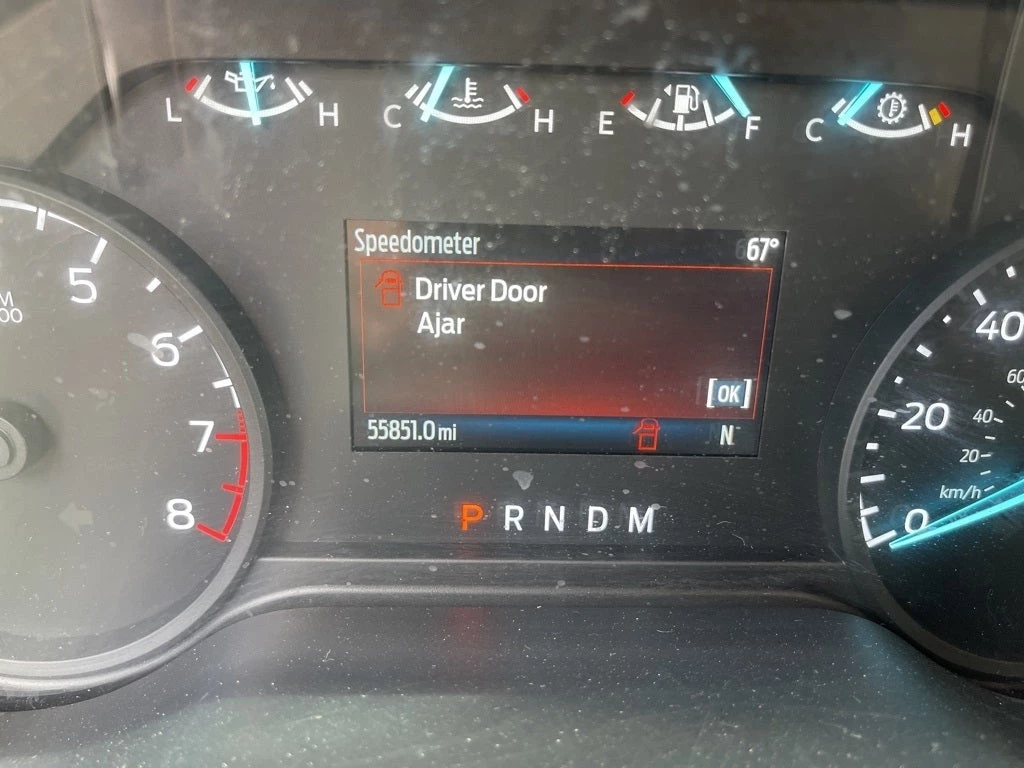 L H C H E F C H
Speedometer 67°
Driver Door
Ajar
[OK]
55851.0 mi N
P R N D M
5
6
7
8
40
20
0
60
40
20
km/h